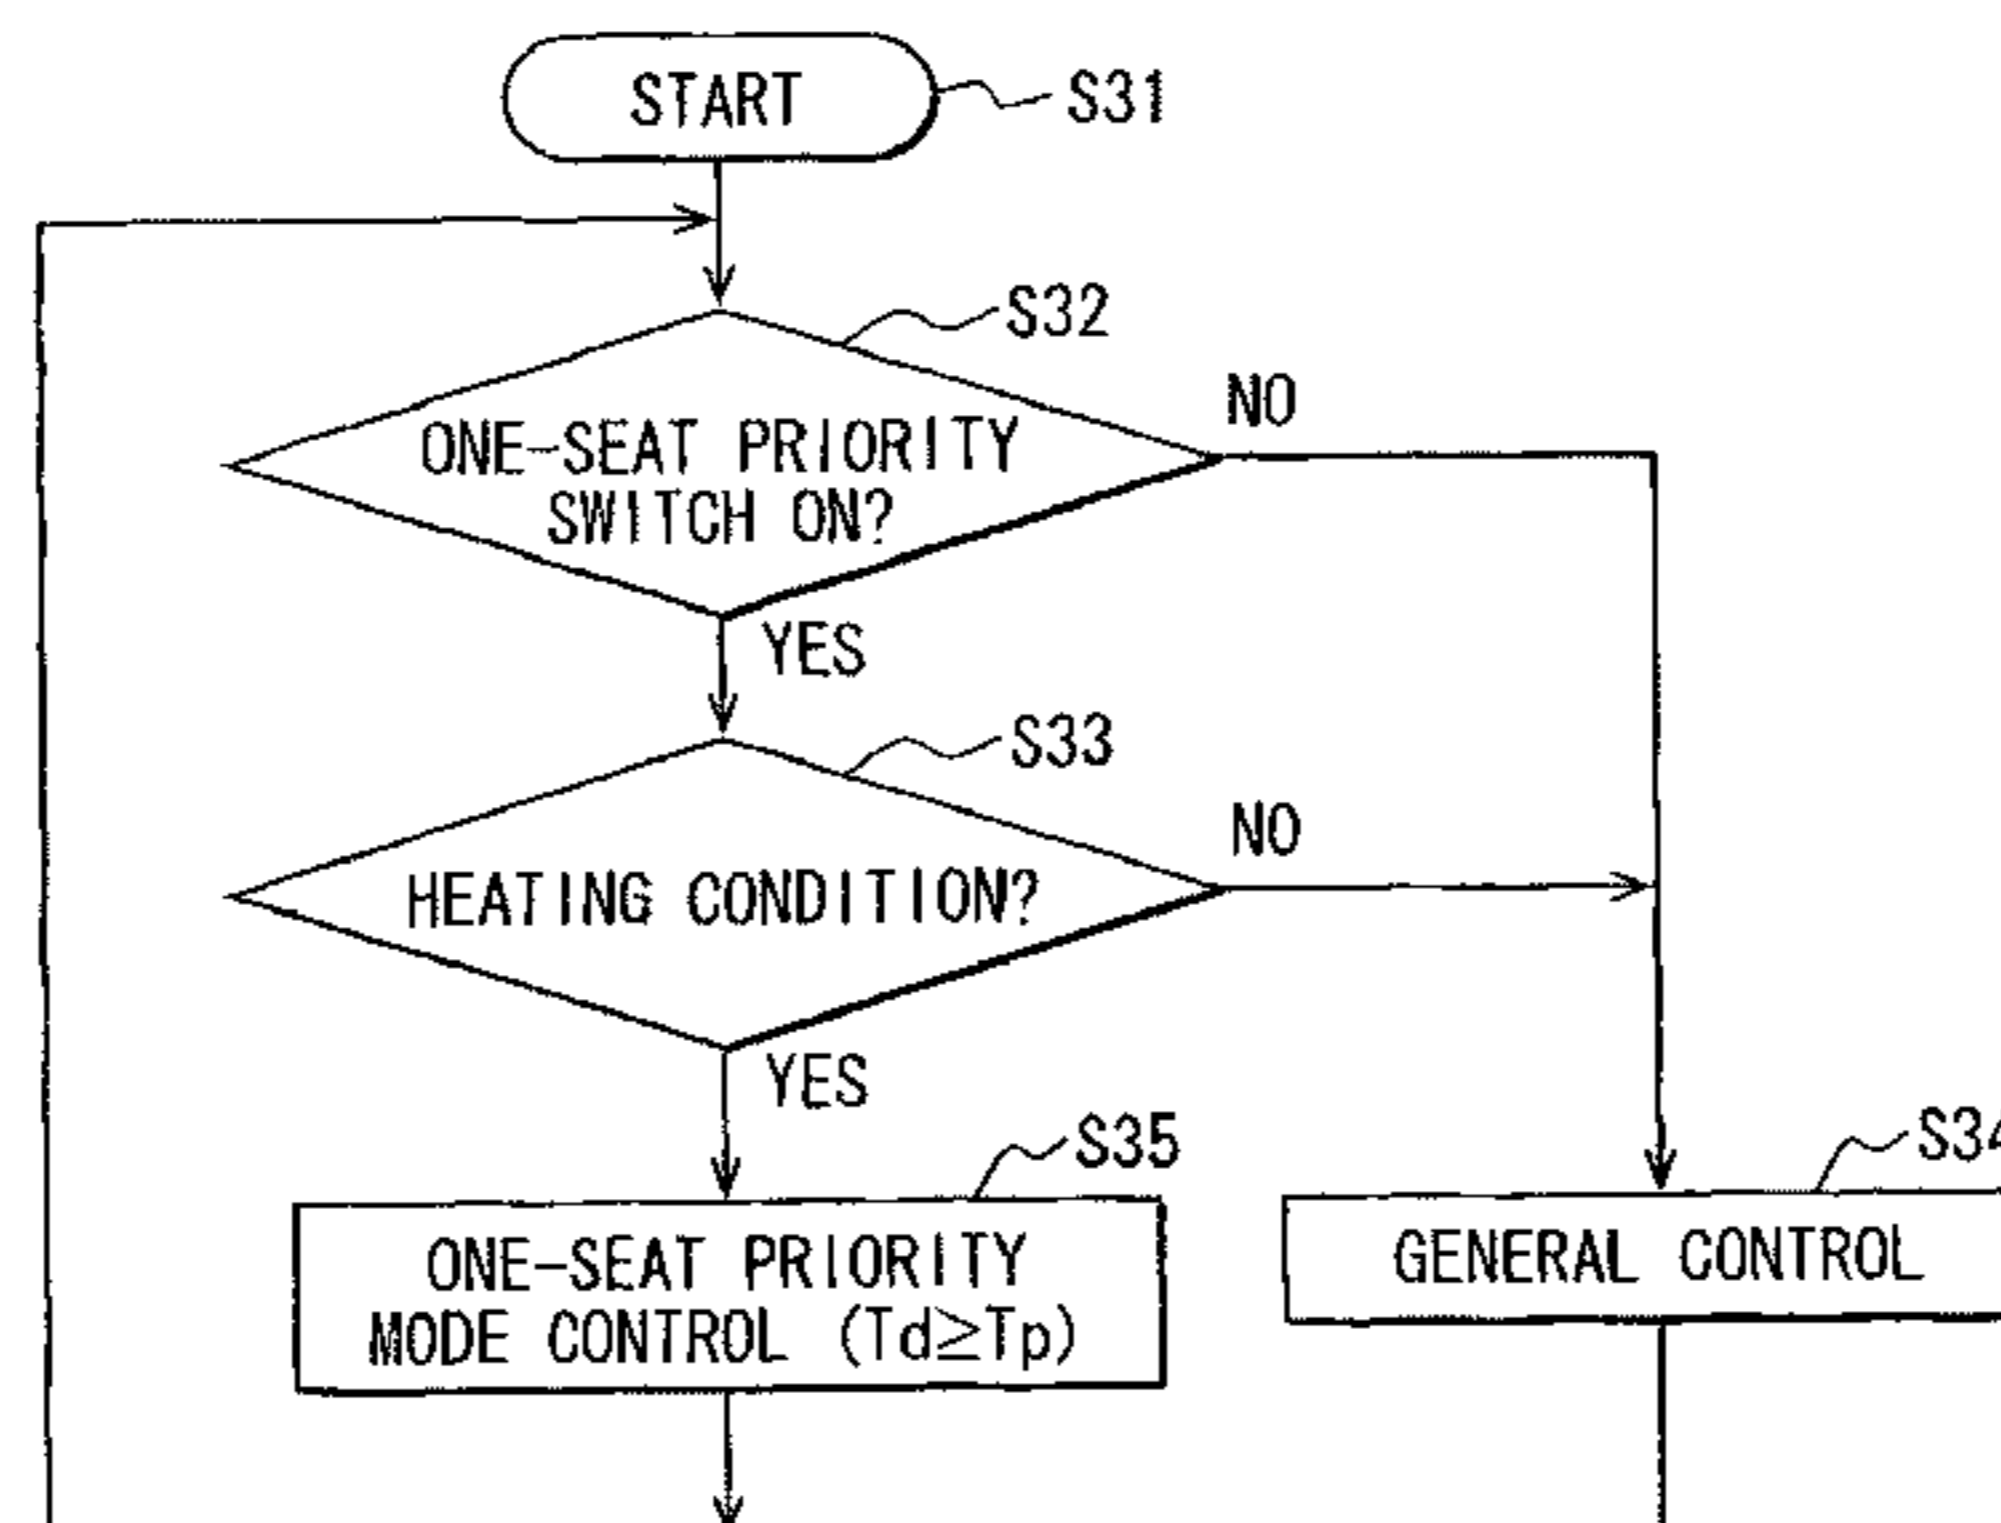 START
S31
S32
NO
ONE-SEAT PRIORITY
SWITCH ON?
YES
S33
NO
HEATING CONDITION?
YES
S35
S34
ONE-SEAT PRIORITY
MODE CONTROL (Td≥Tp)
GENERAL CONTROL